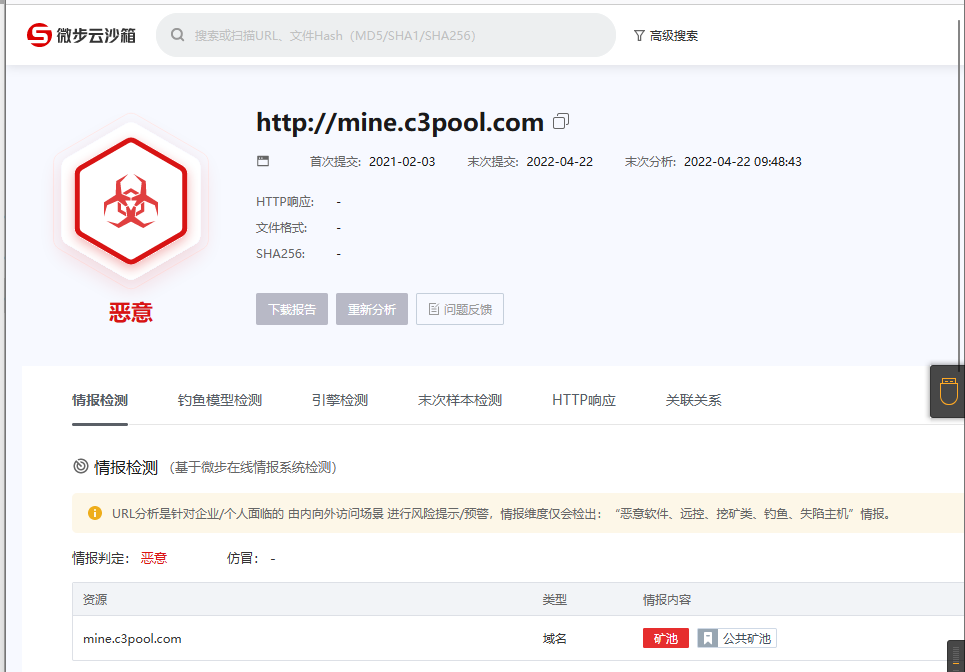 微步云沙箱 搜索或扫描URL、文件Hash（MD5/SHA1/SHA256） 高级搜索
http://mine.c3pool.com
首次提交: 2021-02-03 末次提交: 2022-04-22 末次分析: 2022-04-22 09:48:43
HTTP响应: -
文件格式: -
SHA256: -
下载报告 重新分析 问题反馈
恶意
情报检测 钓鱼模型检测 引擎检测 末次样本检测 HTTP响应 关联关系
情报检测 （基于微步在线情报系统检测）
URL分析是针对企业/个人面临的 由内向外访问场景 进行风险提示/预警，情报维度仅会检出：“恶意软件、远控、挖矿类、钓鱼、失陷主机”情报。
情报判定： 恶意 仿冒： -
资源 类型 情报内容
mine.c3pool.com 域名 矿池 公共矿池